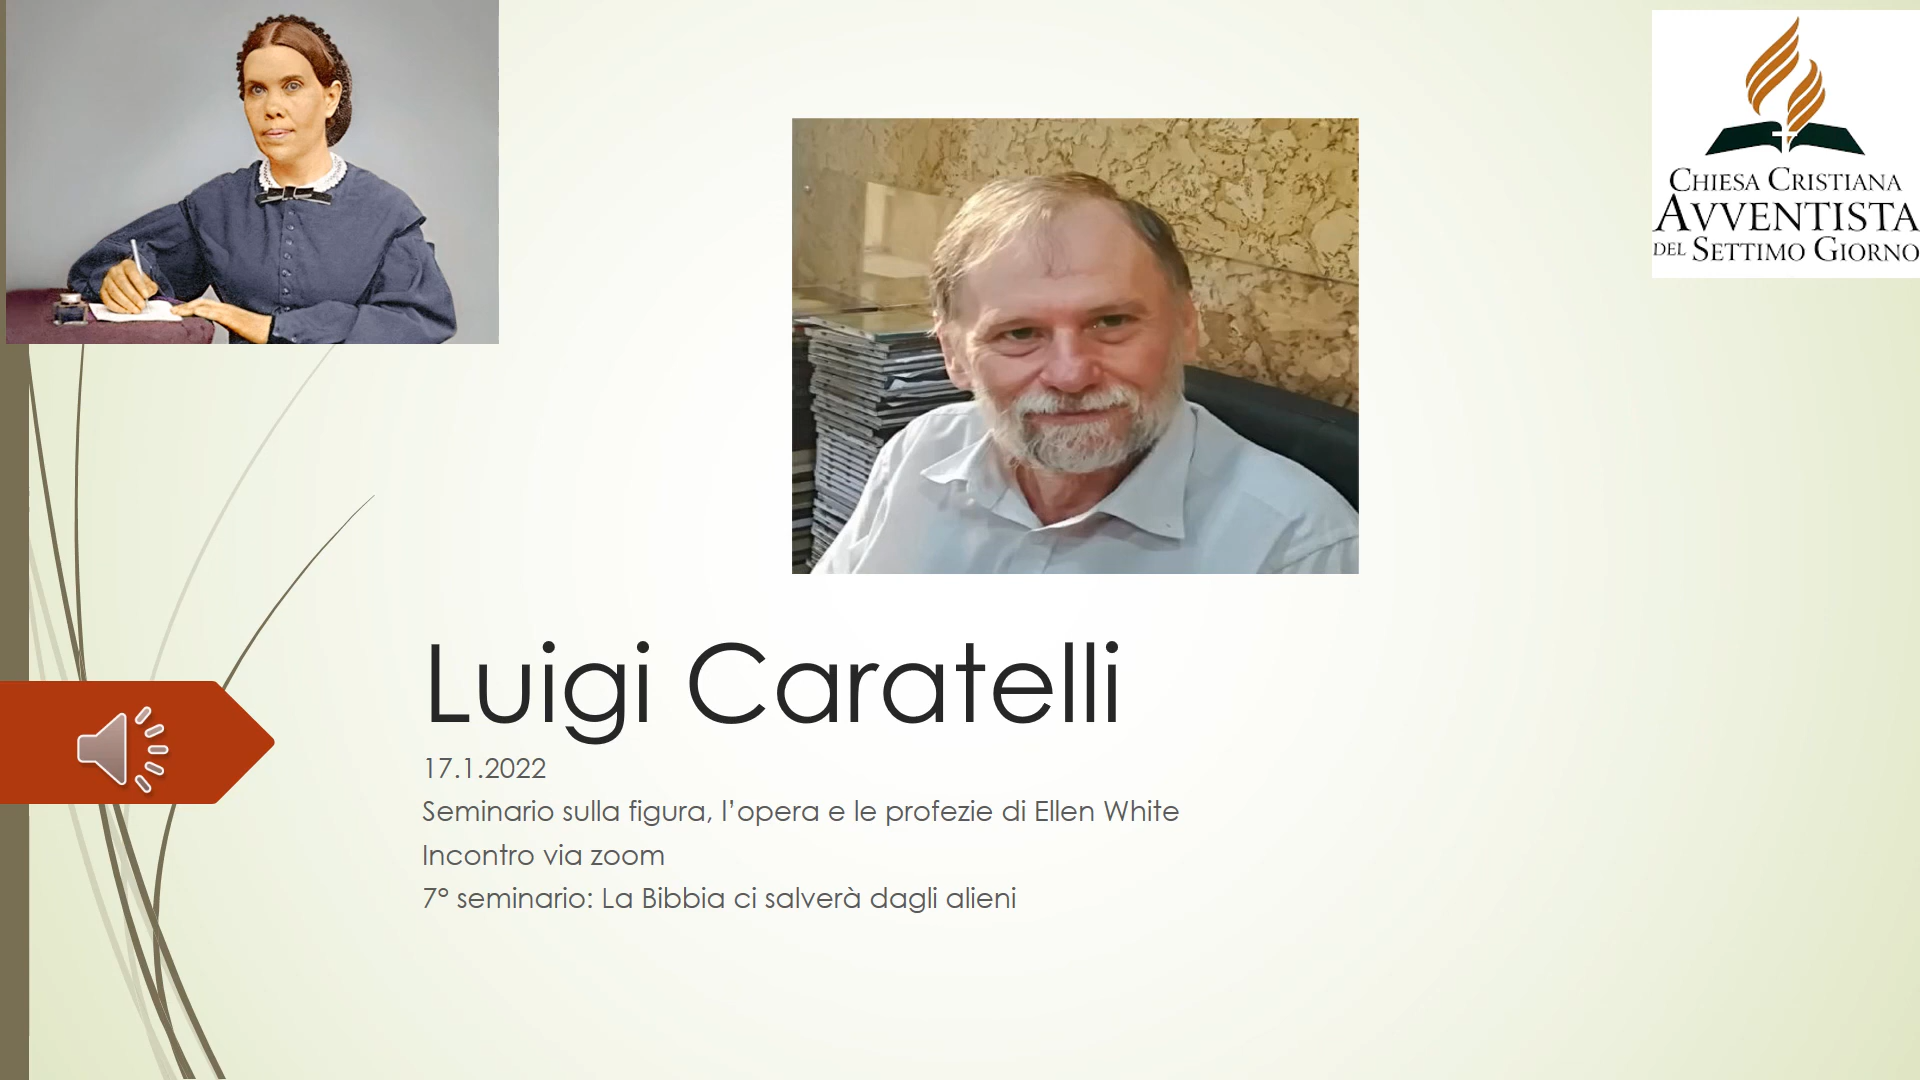 CHIESA CRISTIANA
AVVENTISTA
DEL SETTIMO GIORNO
Luigi Caratelli
17.1.2022
Seminario sulla figura, l’opera e le profezie di Ellen White
Incontro via zoom
7° seminario: La Bibbia ci salverà dagli alieni